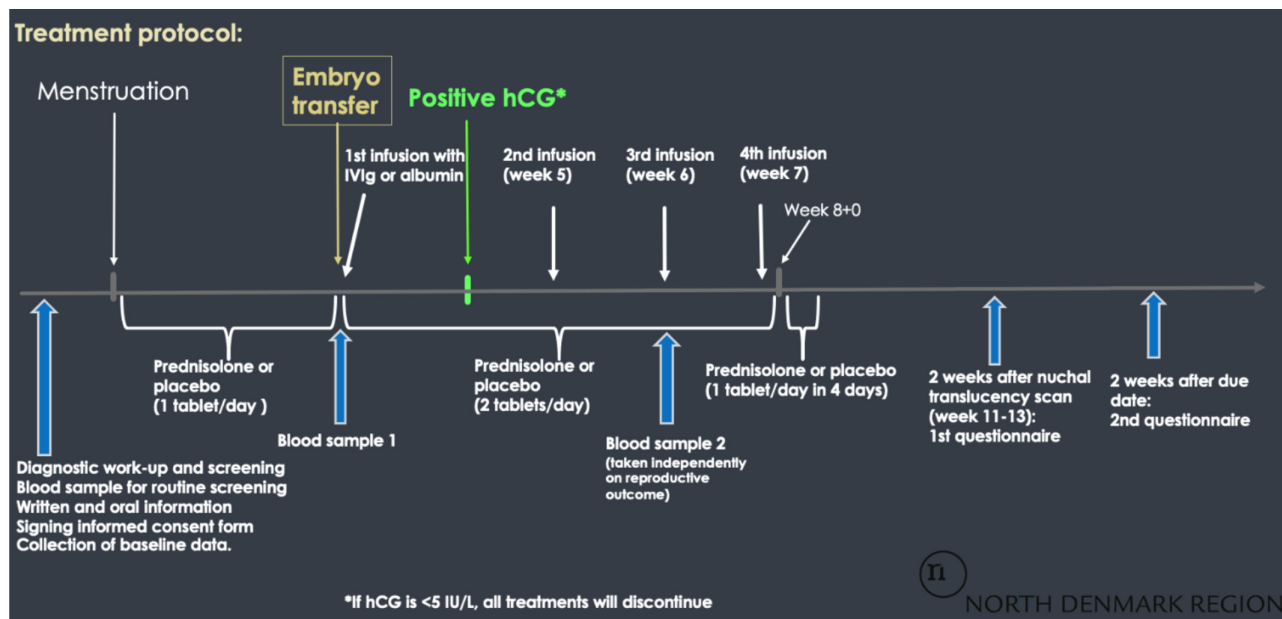 Treatment protocol:
Menstruation
Embryo
transfer
Positive hCG*
1st infusion with
IVIg or albumin
2nd infusion
(week 5)
3rd infusion
(week 6)
4th infusion
(week 7)
Week 8+0
Prednisolone or
placebo
(1 tablet/day )
Prednisolone or
placebo
(2 tablets/day)
Prednisolone or placebo
(1 tablet/day in 4 days)
2 weeks after nuchal
translucency scan
(week 11-13):
1st questionnaire
2 weeks after due
date:
2nd questionnaire
Blood sample 1
Blood sample 2
(taken independently
on reproductive
outcome)
Diagnostic work-up and screening
Blood sample for routine screening
Written and oral information
Signing informed consent form
Collection of baseline data.
*If hCG is <5 IU/L, all treatments will discontinue
n
NORTH DENMARK REGION